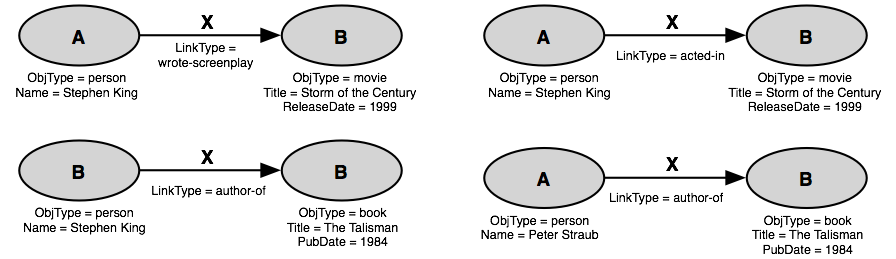 A
X
B
LinkType =
wrote-screenplay
ObjType = person
Name = Stephen King
ObjType = movie
Title = Storm of the Century
ReleaseDate = 1999
A
X
B
LinkType = acted-in
ObjType = person
Name = Stephen King
ObjType = movie
Title = Storm of the Century
ReleaseDate = 1999
B
X
B
LinkType = author-of
ObjType = person
Name = Stephen King
ObjType = book
Title = The Talisman
PubDate = 1984
A
X
B
LinkType = author-of
ObjType = person
Name = Peter Straub
ObjType = book
Title = The Talisman
PubDate = 1984